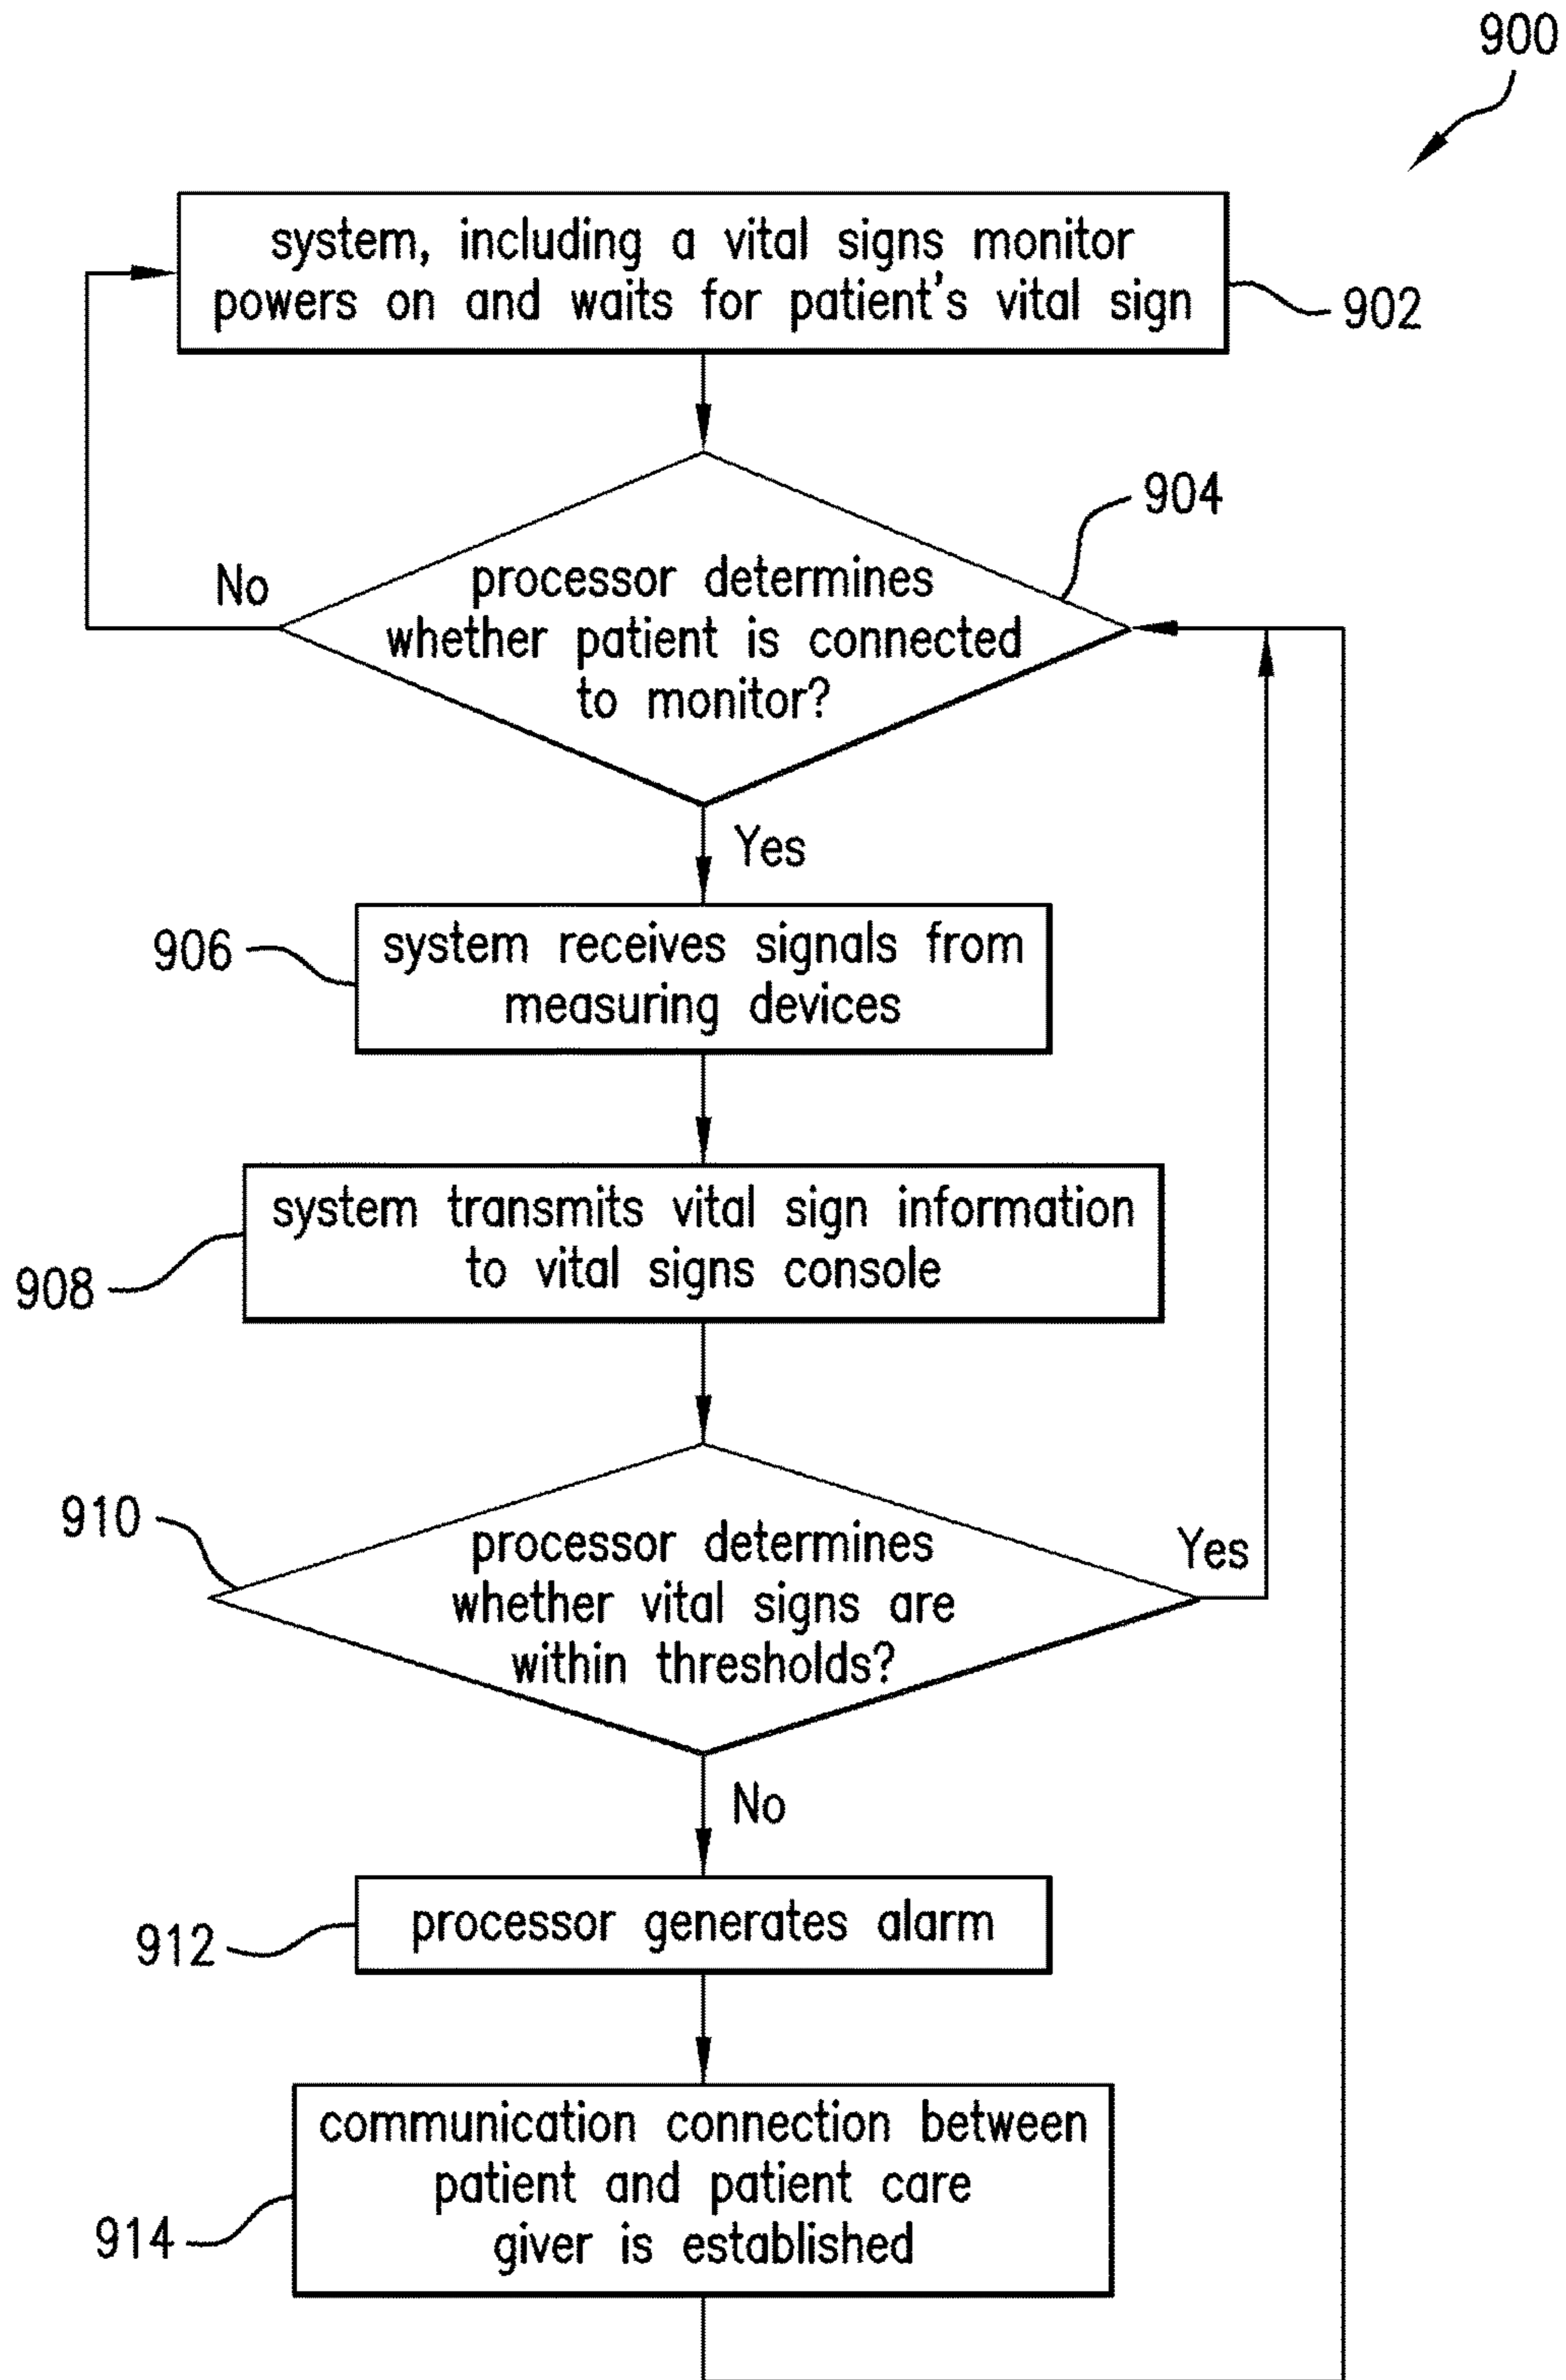 900
system, including a vital signs monitor
powers on and waits for patient's vital sign
902
904
No
processor determines
whether patient is connected
to monitor?
Yes
906
system receives signals from
measuring devices
908
system transmits vital sign information
to vital signs console
910
processor determines
whether vital signs are
within thresholds?
Yes
No
912
processor generates alarm
914
communication connection between
patient and patient care
giver is established